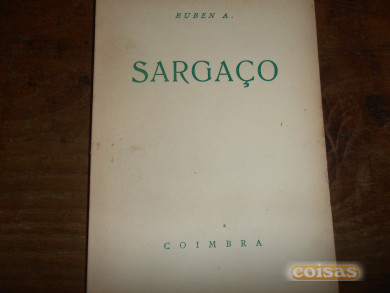 RUBEN A.
SARGAÇO
COIMBRA
coisas